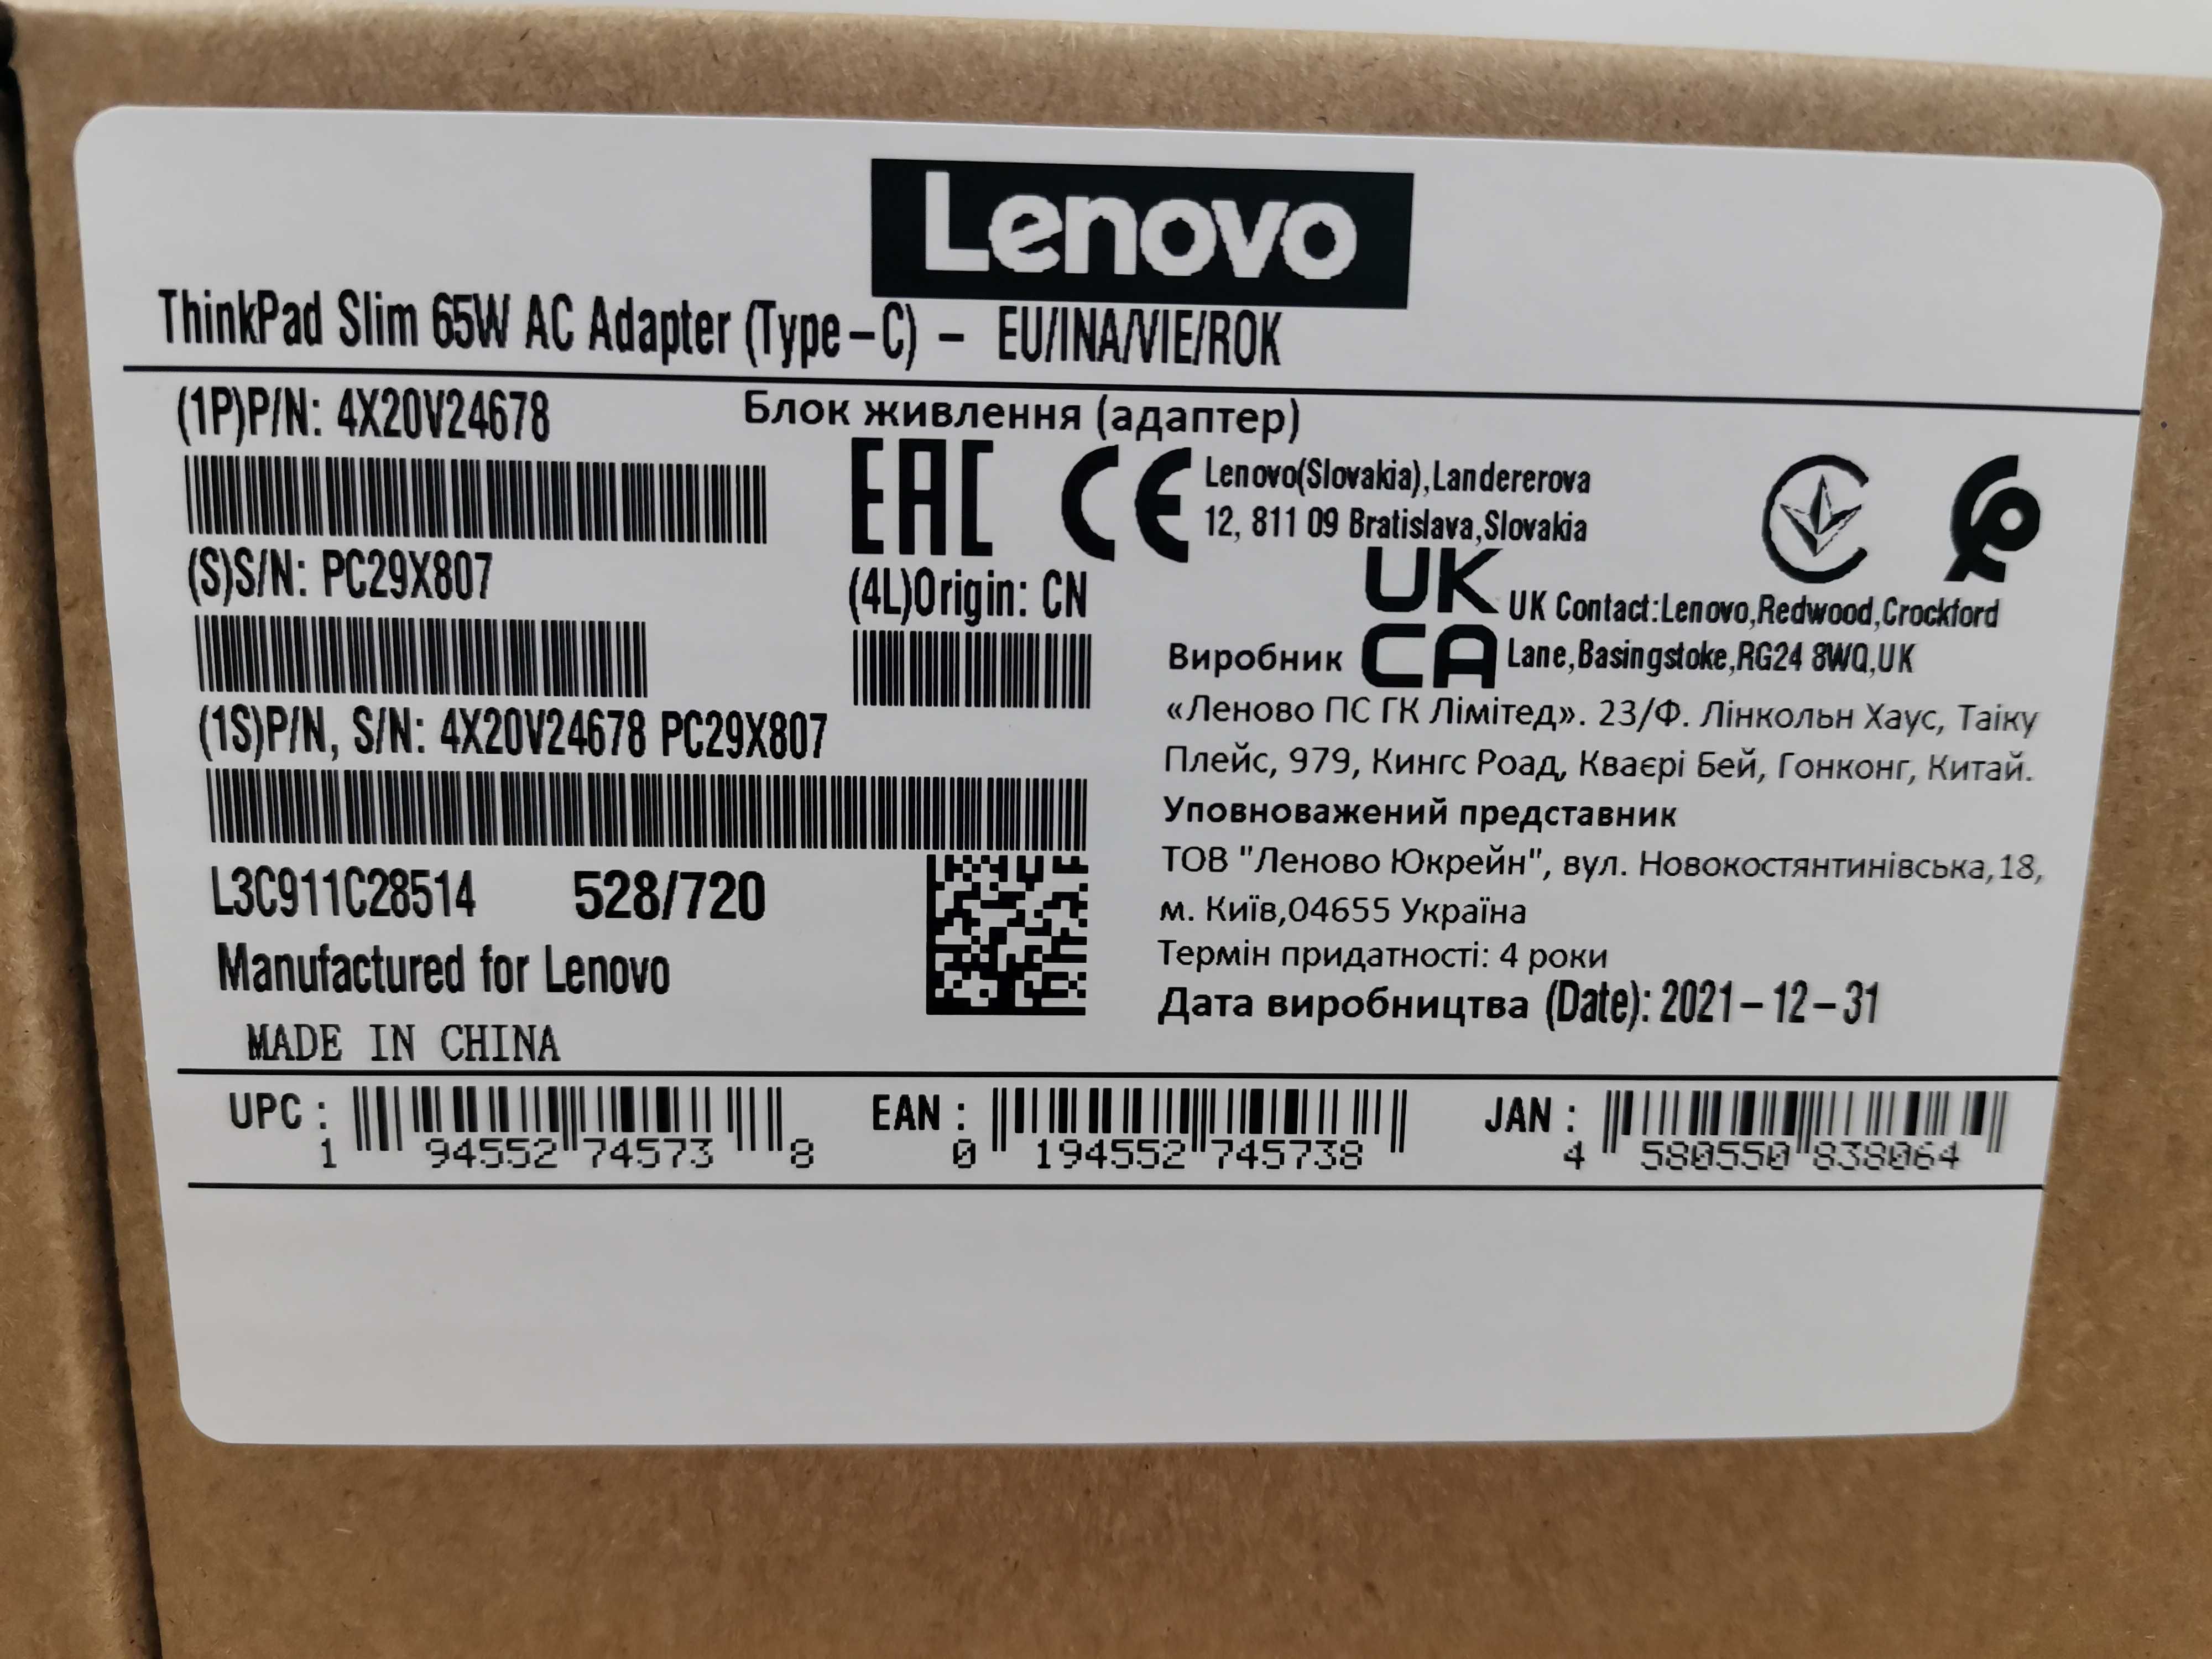 Lenovo
ThinkPad Slim 65W AC Adapter (Type-C) - EU/INA/VIE/ROK
(1P)P/N: 4X20V24678
Блок живлення (адаптер)
EAC CE
Lenovo(Slovakia),Landererova
12, 811 09 Bratislava,Slovakia
(S)S/N: PC29X807
(4L)Origin: CN
UK
CA
UK Contact:Lenovo,Redwood,Crockford
Lane,Basingstoke,RG24 8WQ,UK
(1S)P/N, S/N: 4X20V24678 PC29X807
Виробник
«Леново ПС ГК Лімітед». 23/Ф. Лінкольн Хаус, Таіку
Плейс, 979, Кингс Роад, Кваєрі Бей, Гонконг, Китай.
Уповноважений представник
ТОВ "Леново Юкрейн", вул. Новокостянтинівська,18,
м. Київ,04655 Україна
Термін придатності: 4 роки
Дата виробництва (Date): 2021-12-31
L3C911C28514 528/720
Manufactured for Lenovo
MADE IN CHINA
UPC : 1 94552 74573 8
EAN : 0 194552 745738
JAN : 4 580550 838064